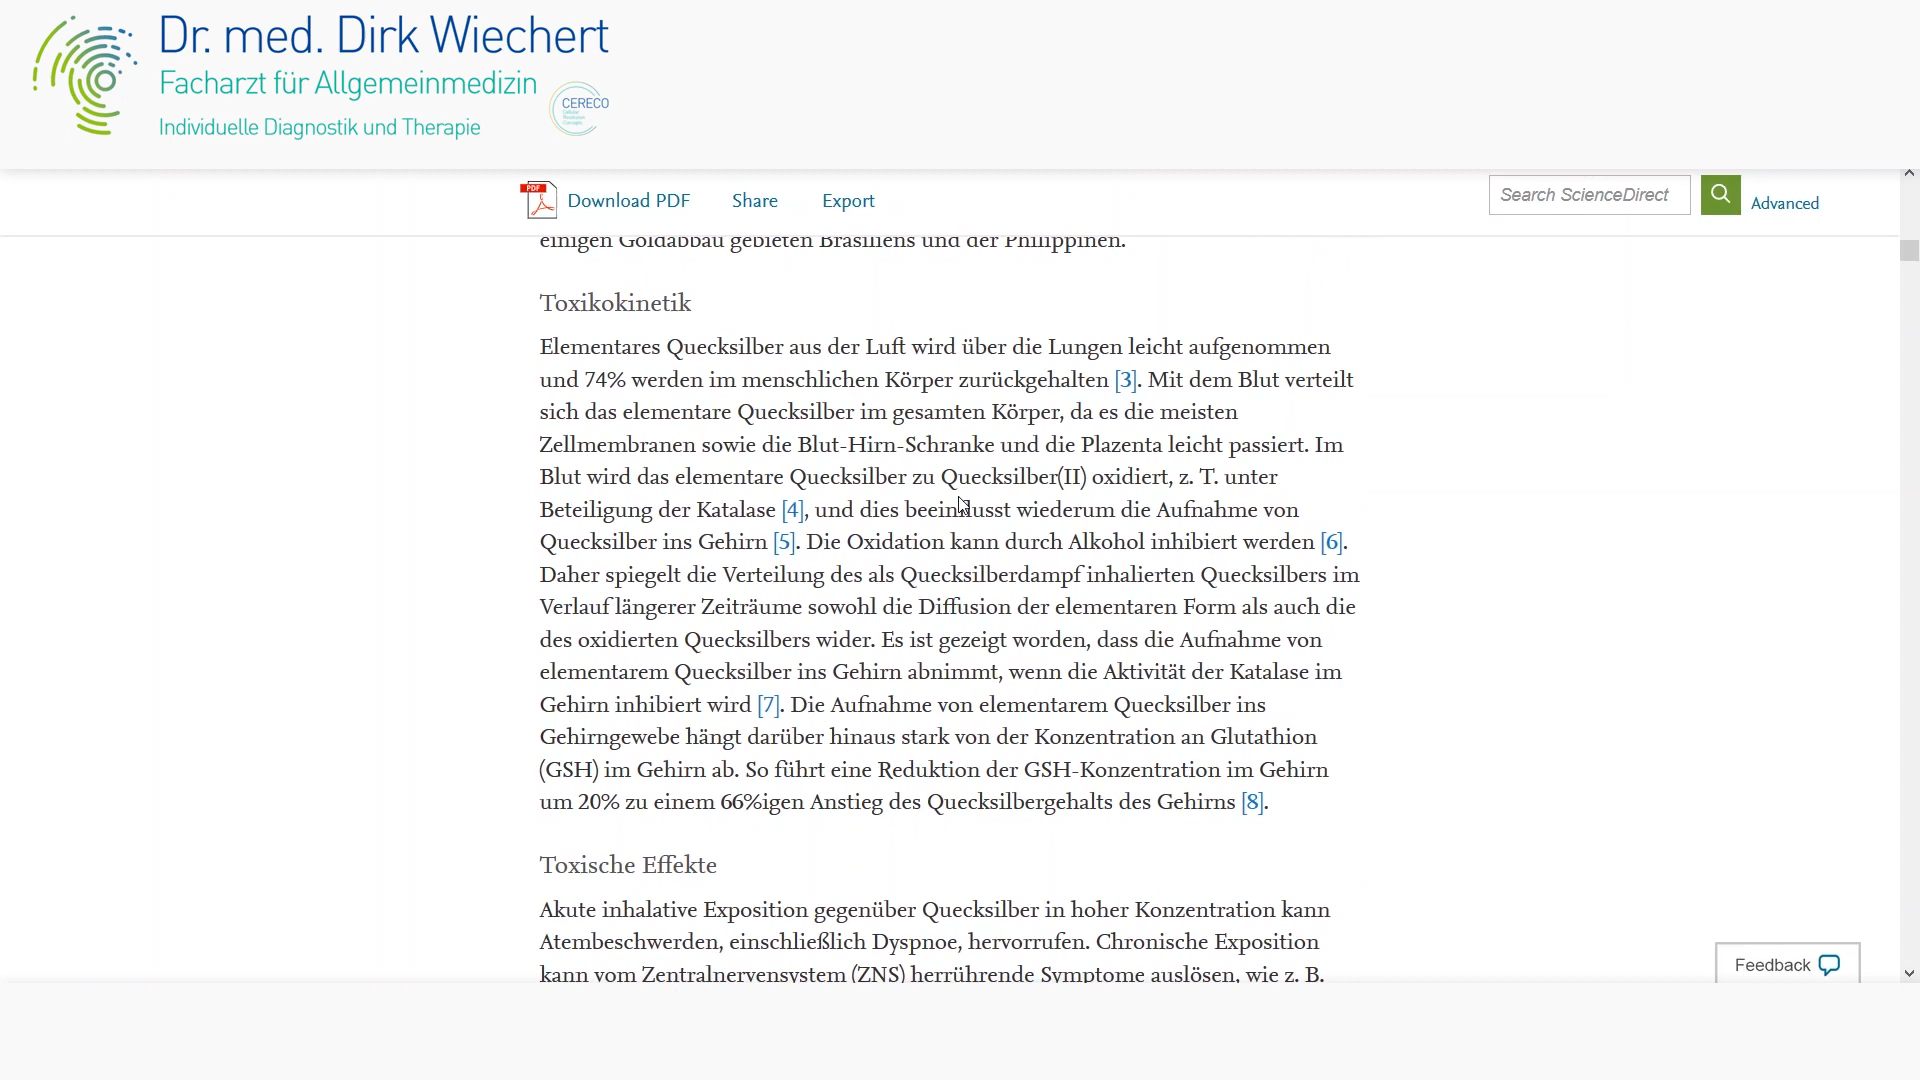 Dr. med. Dirk Wiechert
Facharzt für Allgemeinmedizin
CERECO
Cellular
Resolution
Concepts
Individuelle Diagnostik und Therapie
PDF
Download PDF
Share
Export
Search ScienceDirect
Advanced
einigen Goldabbau gebieten Brasiliens und der Philippinen.
Toxikokinetik
Elementares Quecksilber aus der Luft wird über die Lungen leicht aufgenommen
und 74% werden im menschlichen Körper zurückgehalten [3]. Mit dem Blut verteilt
sich das elementare Quecksilber im gesamten Körper, da es die meisten
Zellmembranen sowie die Blut-Hirn-Schranke und die Plazenta leicht passiert. Im
Blut wird das elementare Quecksilber zu Quecksilber(II) oxidiert, z. T. unter
Beteiligung der Katalase [4], und dies beeinflusst wiederum die Aufnahme von
Quecksilber ins Gehirn [5]. Die Oxidation kann durch Alkohol inhibiert werden [6].
Daher spiegelt die Verteilung des als Quecksilberdampf inhalierten Quecksilbers im
Verlauf längerer Zeiträume sowohl die Diffusion der elementaren Form als auch die
des oxidierten Quecksilbers wider. Es ist gezeigt worden, dass die Aufnahme von
elementarem Quecksilber ins Gehirn abnimmt, wenn die Aktivität der Katalase im
Gehirn inhibiert wird [7]. Die Aufnahme von elementarem Quecksilber ins
Gehirngewebe hängt darüber hinaus stark von der Konzentration an Glutathion
(GSH) im Gehirn ab. So führt eine Reduktion der GSH-Konzentration im Gehirn
um 20% zu einem 66%igen Anstieg des Quecksilbergehalts des Gehirns [8].
Toxische Effekte
Akute inhalative Exposition gegenüber Quecksilber in hoher Konzentration kann
Atembeschwerden, einschließlich Dyspnoe, hervorrufen. Chronische Exposition
kann vom Zentralnervensystem (ZNS) herrührende Symptome auslösen, wie z. B.
Feedback